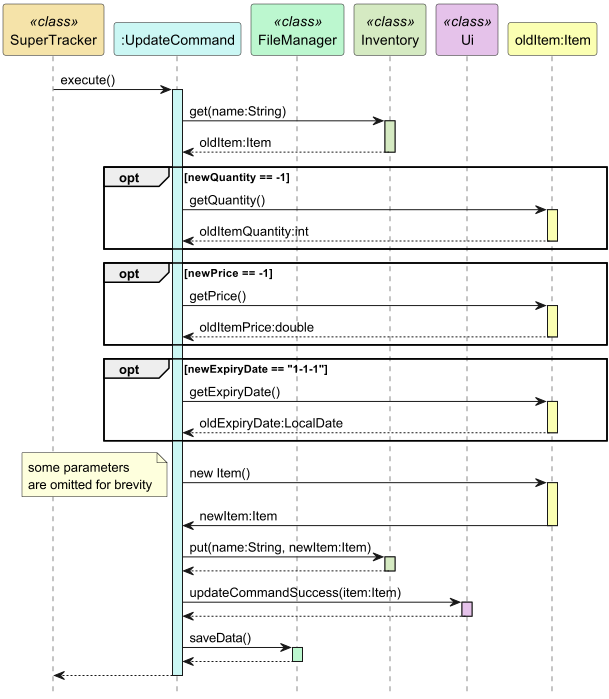 «class» «class» «class» «class»
SuperTracker :UpdateCommand FileManager Inventory Ui oldItem:Item
execute()
get(name:String)
oldItem:Item
opt [newQuantity == -1]
getQuantity()
oldItemQuantity:int
opt [newPrice == -1]
getPrice()
oldItemPrice:double
opt [newExpiryDate == "1-1-1"]
getExpiryDate()
oldExpiryDate:LocalDate
some parameters
are omitted for brevity
new Item()
newItem:Item
put(name:String, newItem:Item)
updateCommandSuccess(item:Item)
saveData()